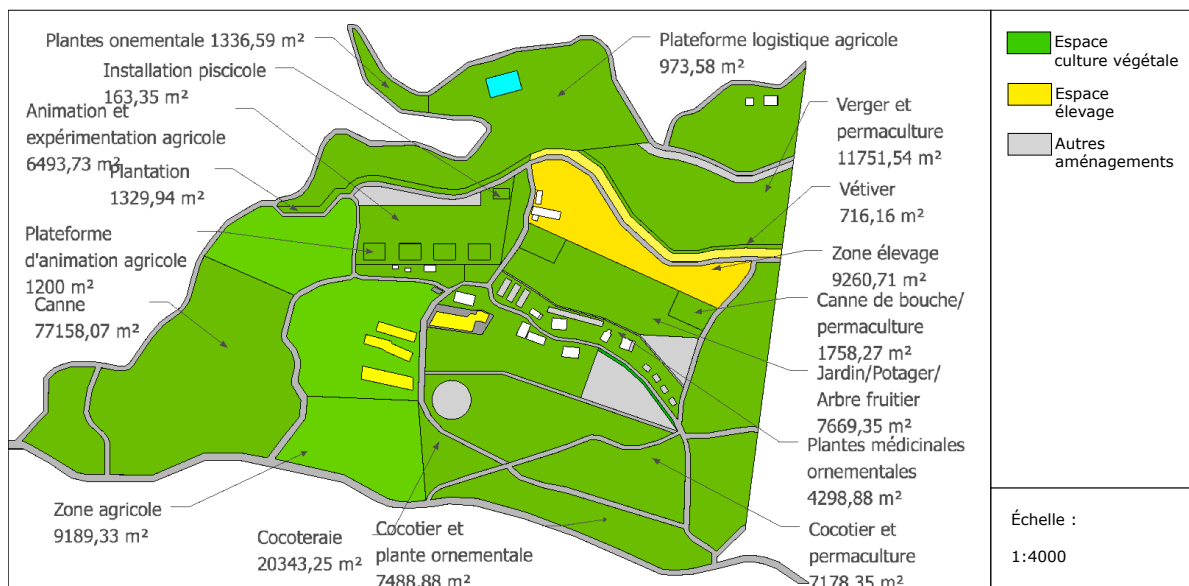 Plantes onementale 1336,59 m²
Installation piscicole
163,35 m²
Animation et
expérimentation agricole
6493,73 m²
Plantation
1329,94 m²
Plateforme
d'animation agricole
1200 m²
Canne
77158,07 m²
Zone agricole
9189,33 m²
Cocoteraie
20343,25 m²
Cocotier et
plante ornementale
7488,88 m²
Plateforme logistique agricole
973,58 m²
Verger et
permaculture
11751,54 m²
Vétiver
716,16 m²
Zone élevage
9260,71 m²
Canne de bouche/
permaculture
1758,27 m²
Jardin/Potager/
Arbre fruitier
7669,35 m²
Plantes médicinales
ornementales
4298,88 m²
Cocotier et
permaculture
7178,35 m²
Espace
culture végétale
Espace
élevage
Autres
aménagements
Échelle :
1:4000